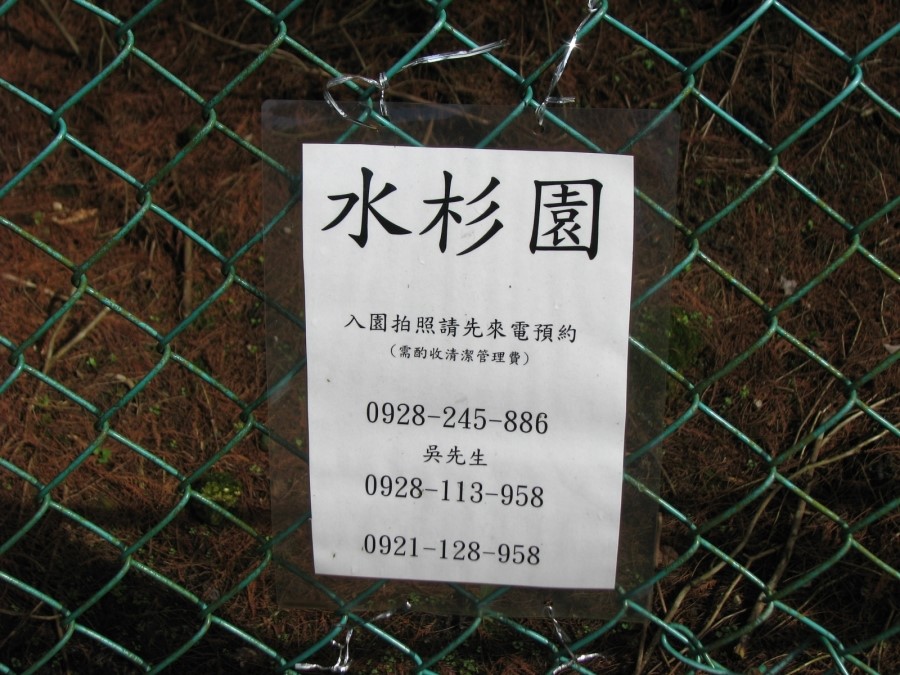 水杉園
入園拍照請先來電預約
(需酌收清潔管理費)
0928-245-886
吳先生
0928-113-958
0921-128-958